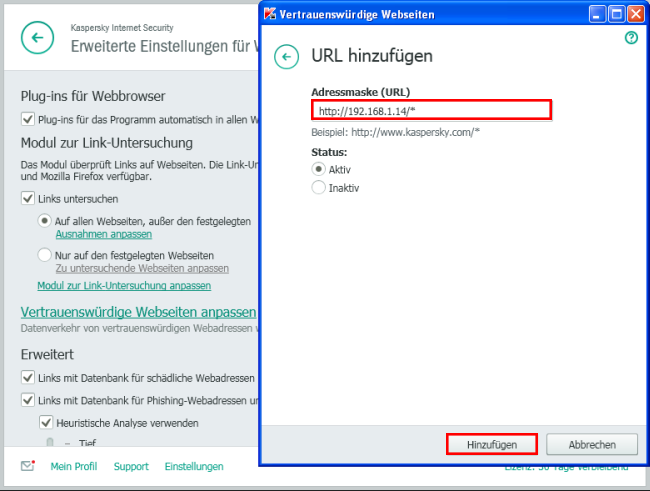 Kaspersky Internet Security
Erweiterte Einstellungen für W
Plug-ins für Webbrowser
Plug-ins für das Programm automatisch in allen W
Modul zur Link-Untersuchung
Das Modul überprüft Links auf Webseiten. Die Link-Un
und Mozilla Firefox verfügbar.
Links untersuchen
Auf allen Webseiten, außer den festgelegten
Ausnahmen anpassen
Nur auf den festgelegten Webseiten
Zu untersuchende Webseiten anpassen
Modul zur Link-Untersuchung anpassen
Vertrauenswürdige Webseiten anpassen
Datenverkehr von vertrauenswürdigen Webadressen w
Erweitert
Links mit Datenbank für schädliche Webadressen
Links mit Datenbank für Phishing-Webadressen un
Heuristische Analyse verwenden
Tief
Mein Profil Support Einstellungen
Lizenz: 30 Tage verbleibend
Vertrauenswürdige Webseiten
?
URL hinzufügen
Adressmaske (URL)
http://192.168.1.14/*
Beispiel: http://www.kaspersky.com/*
Status:
Aktiv
Inaktiv
Hinzufügen Abbrechen